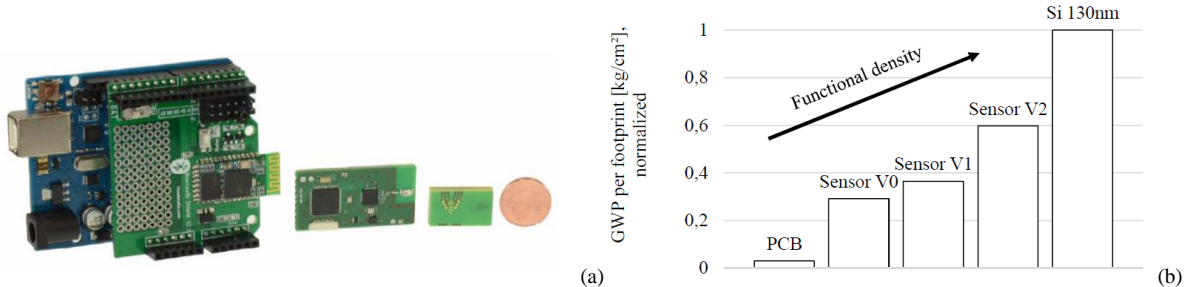 (a)
GWP per footprint [kg/cm²],
normalized
1
0,8
0,6
0,4
0,2
0
Functional density
PCB
Sensor V0
Sensor V1
Sensor V2
Si 130nm
(b)